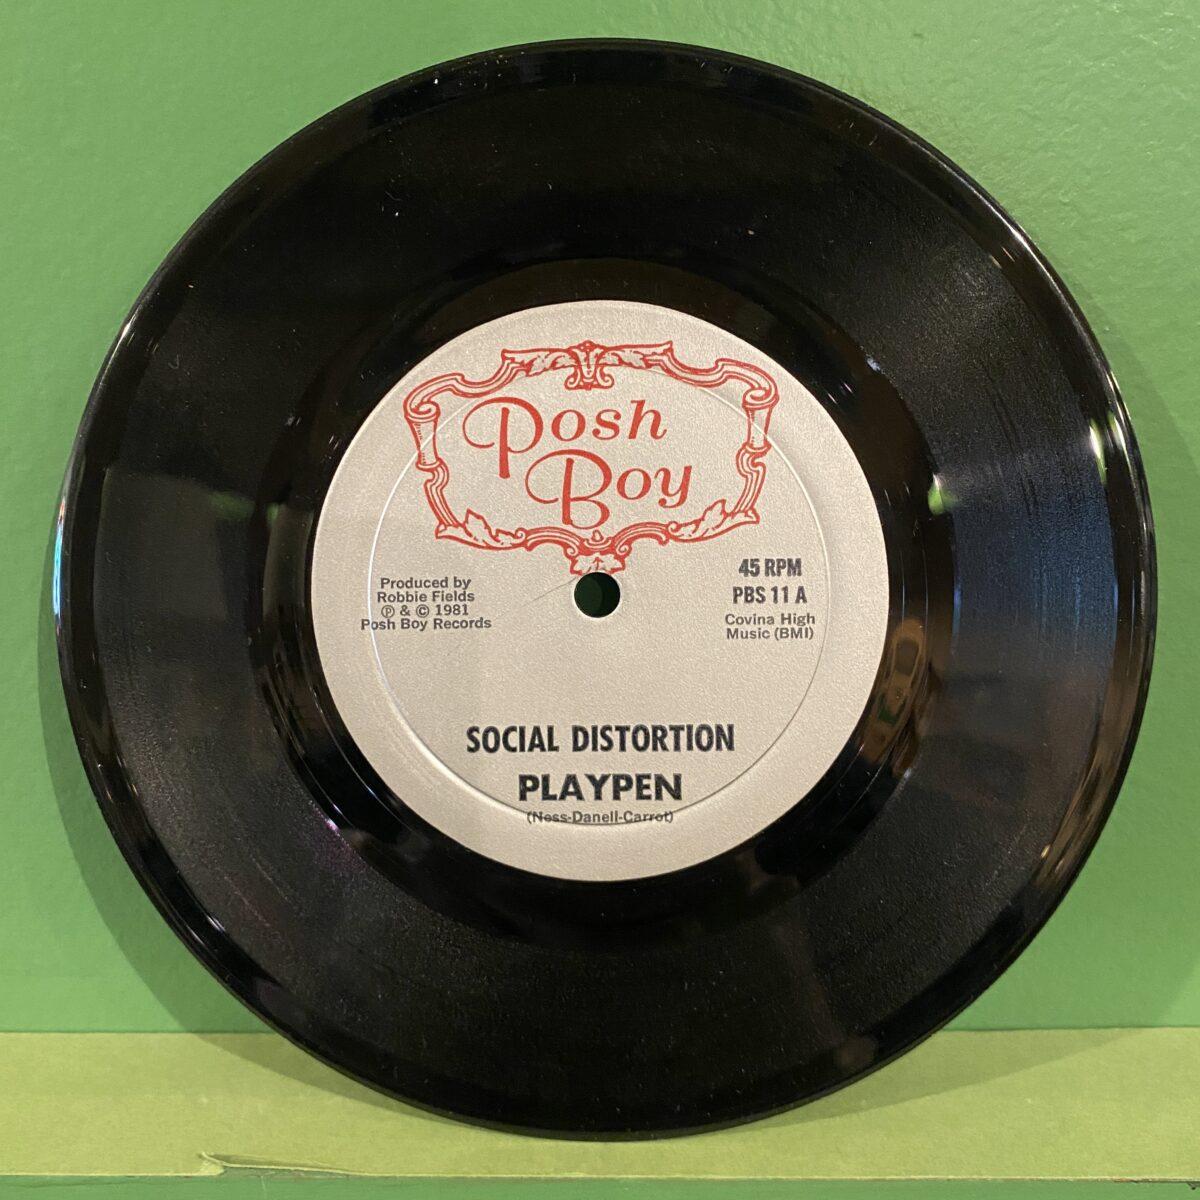 Posh
Boy
Produced by
Robbie Fields
℗ & © 1981
Posh Boy Records
45 RPM
PBS 11 A
Covina High
Music (BMI)
SOCIAL DISTORTION
PLAYPEN
(Ness-Danell-Carrot)